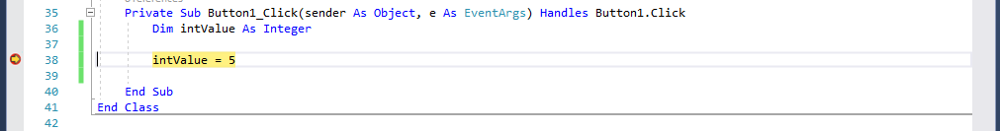 35 Private Sub Button1_Click(sender As Object, e As EventArgs) Handles Button1.Click
36 Dim intValue As Integer
37
38 intValue = 5
39
40 End Sub
41 End Class
42